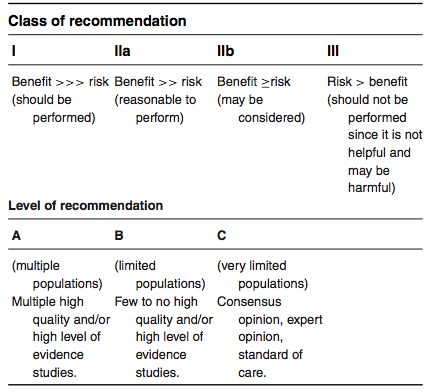 Class of recommendation
I IIa IIb III
Benefit >>> risk Benefit >> risk Benefit ≥risk Risk > benefit
(should be (reasonable to (may be (should not be
performed) perform) considered) performed
since it is not
helpful and
may be
harmful)
Level of recommendation
A B C
(multiple (limited (very limited
populations) populations) populations)
Multiple high Few to no high Consensus
quality and/or quality and/or opinion, expert
high level of high level of opinion,
evidence evidence standard of
studies. studies. care.